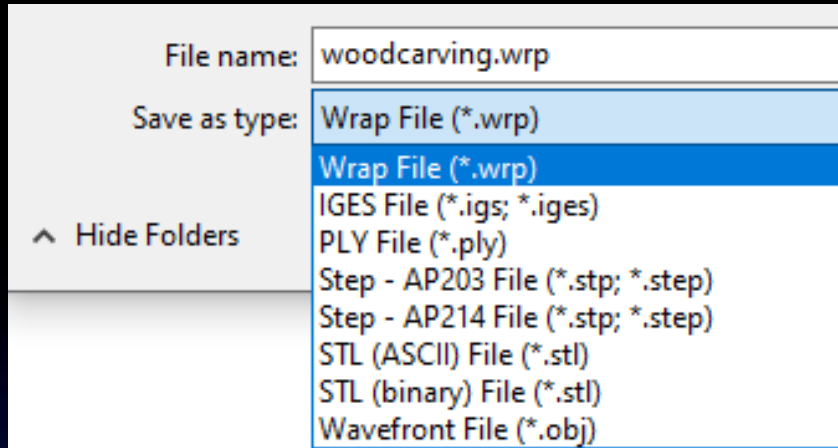 File name: woodcarving.wrp
Save as type: Wrap File (*.wrp)
Wrap File (*.wrp)
IGES File (*.igs; *.iges)
Hide Folders
PLY File (*.ply)
Step - AP203 File (*.stp; *.step)
Step - AP214 File (*.stp; *.step)
STL (ASCII) File (*.stl)
STL (binary) File (*.stl)
Wavefront File (*.obj)